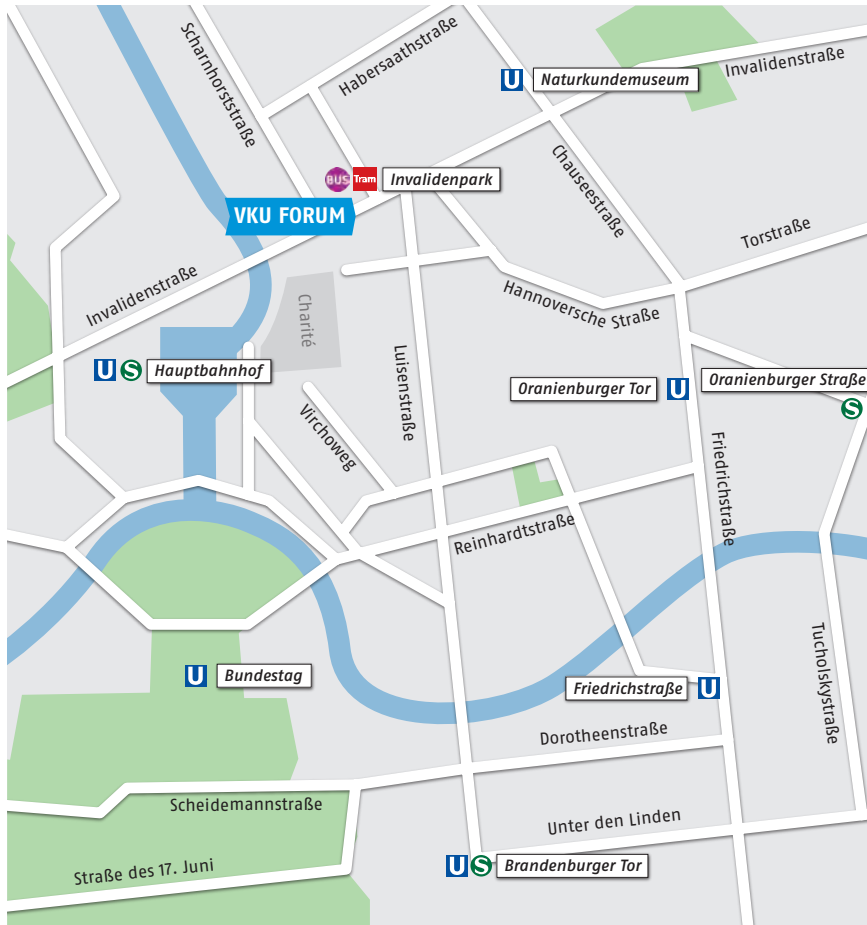 Scharnhorststraße
Habersaathstraße
U
Naturkundemuseum
Invalidenstraße
BUS Tram
Invalidenpark
Chauseestraße
VKU FORUM
Torstraße
Invalidenstraße
Hannoversche Straße
Charité
Luisenstraße
U S
Hauptbahnhof
Oranienburger Tor
U
Oranienburger Straße
S
Virchoweg
Friedrichstraße
Reinhardtstraße
Tucholskystraße
U
Bundestag
Friedrichstraße
U
Dorotheenstraße
Scheidemannstraße
Unter den Linden
Straße des 17. Juni
U S
Brandenburger Tor